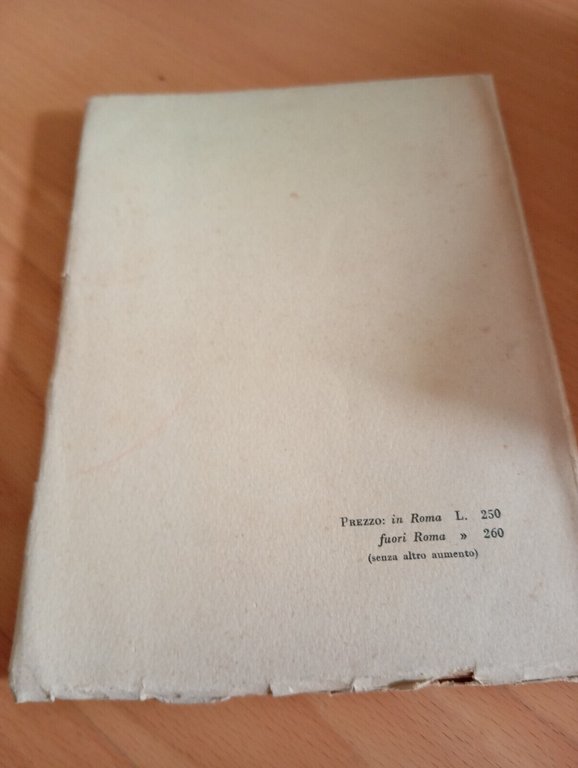 PREZZO: in Roma L. 250
fuori Roma » 260
(senza altro aumento)